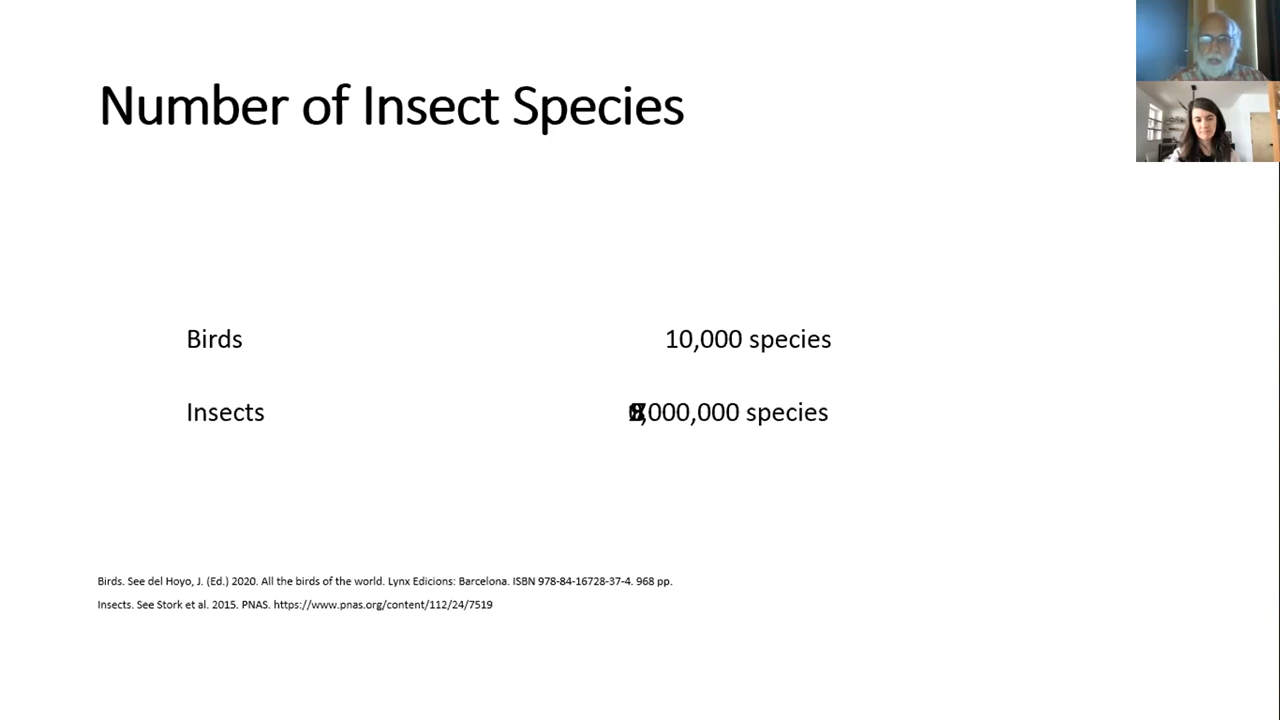 Number of Insect Species
Birds 10,000 species
Insects ,000,000 species
Birds. See del Hoyo, J. (Ed.) 2020. All the birds of the world. Lynx Edicions: Barcelona. ISBN 978-84-16728-37-4. 968 pp.
Insects. See Stork et al. 2015. PNAS. https://www.pnas.org/content/112/24/7519